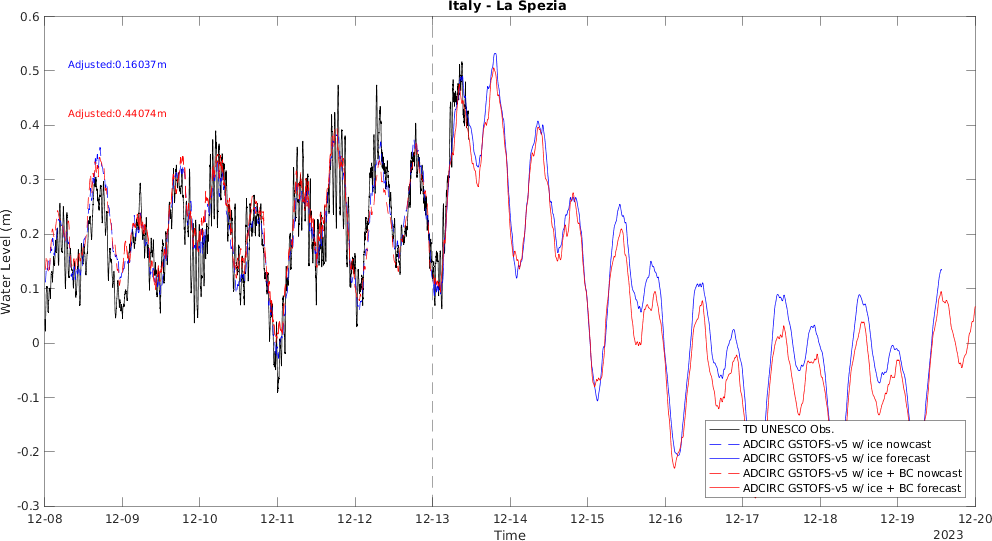 Italy - La Spezia
0.6
0.5
0.4
0.3
0.2
0.1
0
-0.1
-0.2
-0.3
Water Level (m)
Adjusted:0.16037m
Adjusted:0.44074m
TD UNESCO Obs.
ADCIRC GSTOFS-v5 w/ ice nowcast
ADCIRC GSTOFS-v5 w/ ice forecast
ADCIRC GSTOFS-v5 w/ ice + BC nowcast
ADCIRC GSTOFS-v5 w/ ice + BC forecast
12-08 12-09 12-10 12-11 12-12 12-13 12-14 12-15 12-16 12-17 12-18 12-19 12-20
Time
2023